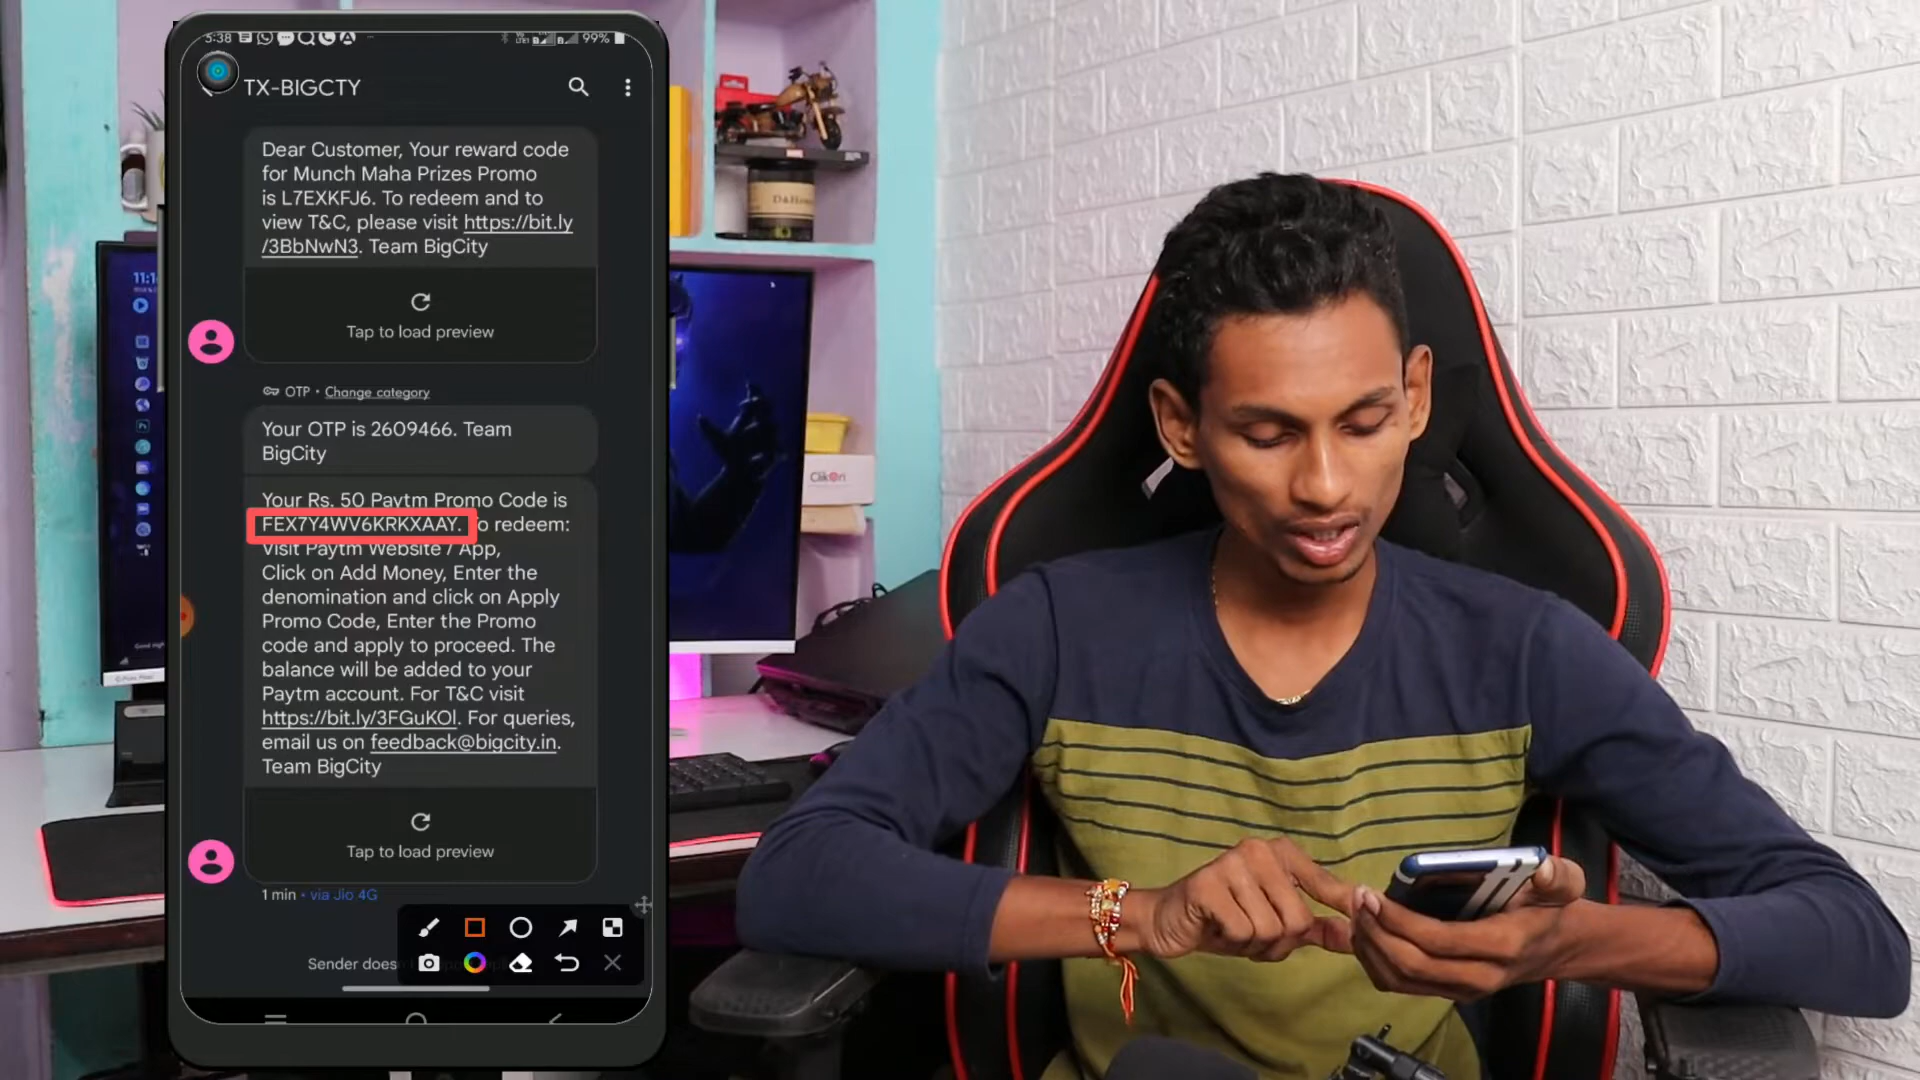 5:38
99%
TX-BIGCTY
Dear Customer, Your reward code
for Munch Maha Prizes Promo
is L7EXKFJ6. To redeem and to
view T&C, please visit https://bit.ly
/3BbNwN3. Team BigCity
Tap to load preview
OTP • Change category
Your OTP is 2609466. Team
BigCity
Your Rs. 50 Paytm Promo Code is
FEX7Y4WV6KRKXAAY. To redeem:
Visit Paytm Website / App,
Click on Add Money, Enter the
denomination and click on Apply
Promo Code, Enter the Promo
code and apply to proceed. The
balance will be added to your
Paytm account. For T&C visit
https://bit.ly/3FGuKOl. For queries,
email us on feedback@bigcity.in.
Team BigCity
Tap to load preview
1 min • via Jio 4G
Sender does
11:1
D&H
ClikOn